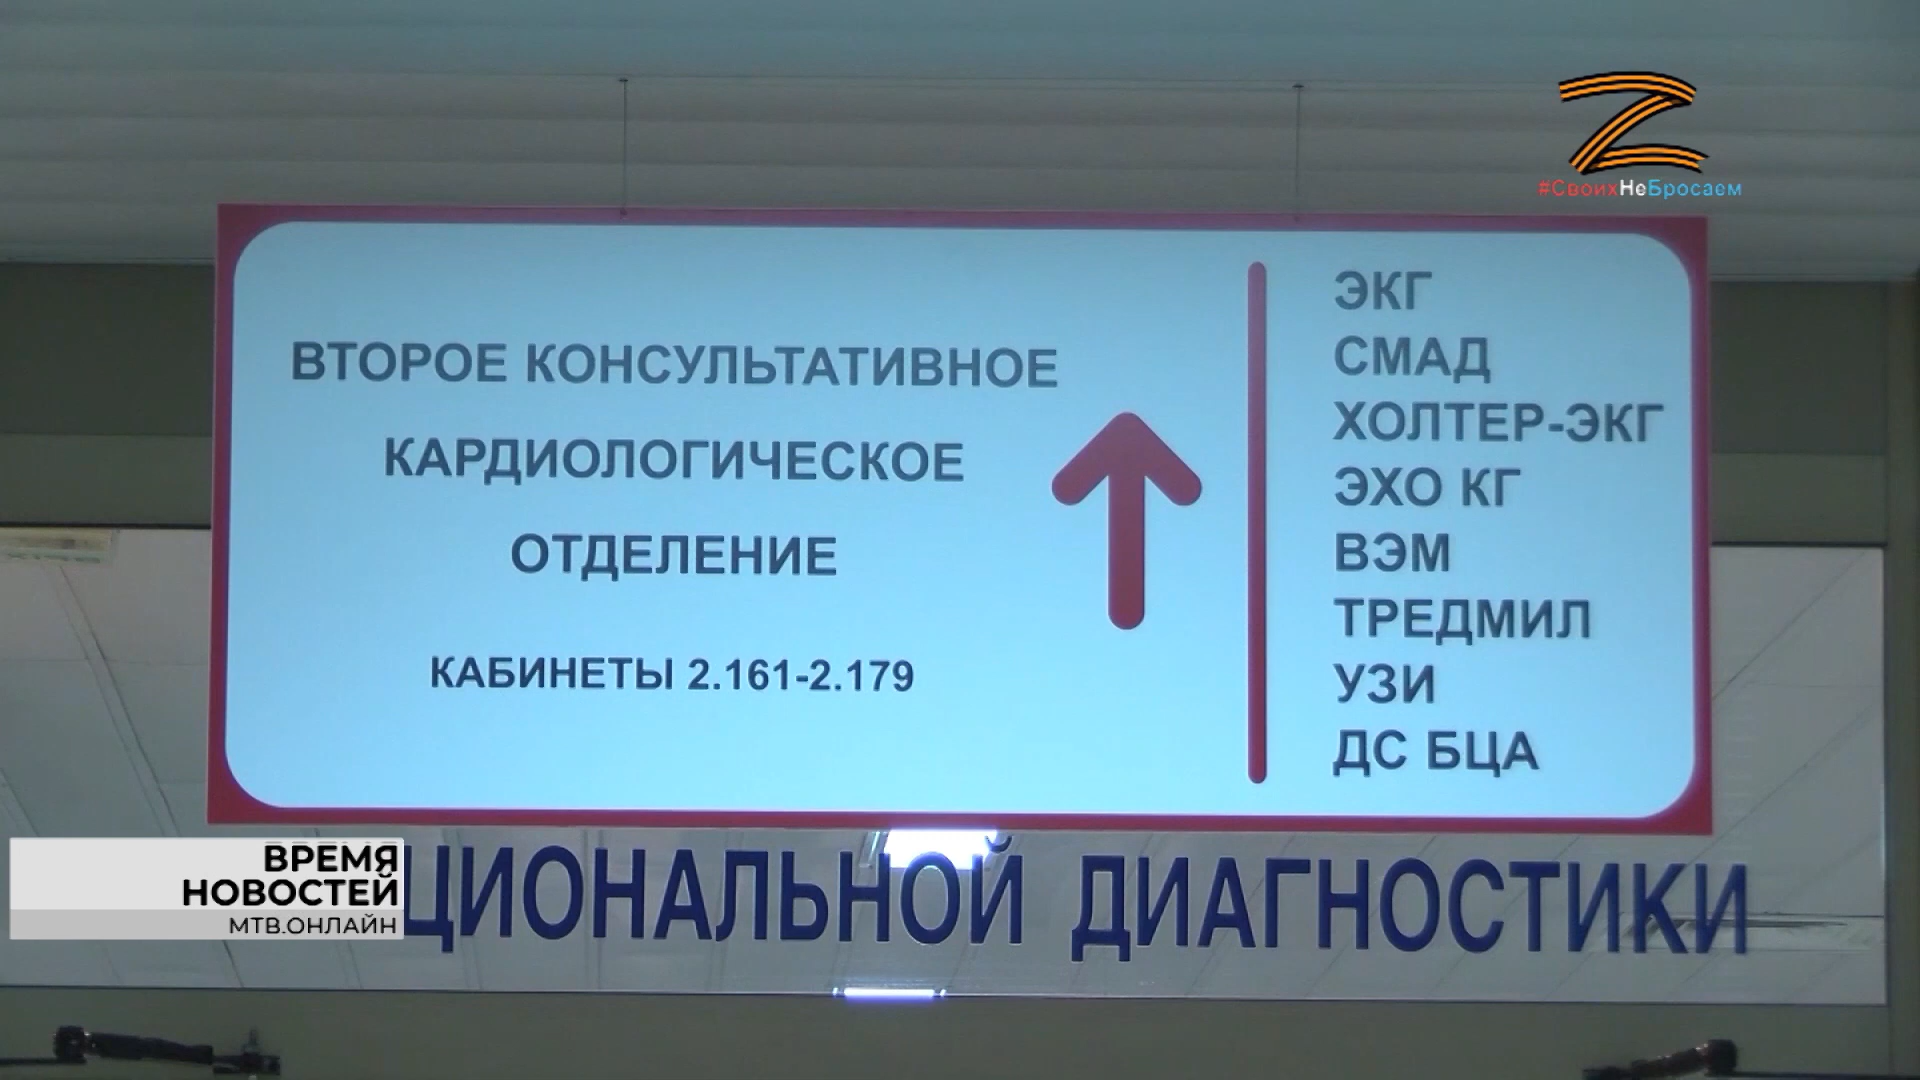 #СвоихНеБросаем
ВТОРОЕ КОНСУЛЬТАТИВНОЕ
КАРДИОЛОГИЧЕСКОЕ
ОТДЕЛЕНИЕ
КАБИНЕТЫ 2.161-2.179
ЭКГ
СМАД
ХОЛТЕР-ЭКГ
ЭХО КГ
ВЭМ
ТРЕДМИЛ
УЗИ
ДС БЦА
ЦИОНАЛЬНОЙ ДИАГНОСТИКИ
ВРЕМЯ
НОВОСТЕЙ
МТВ.ОНЛАЙН